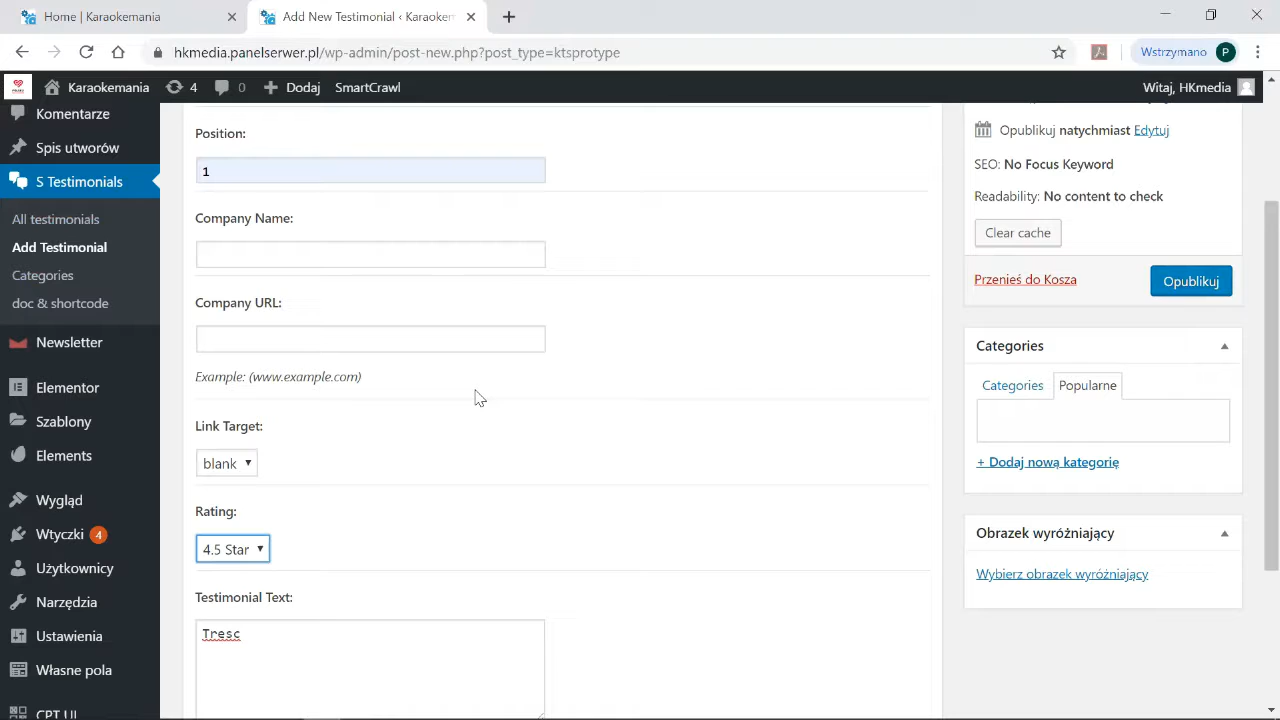 Home | Karaokemania
Add New Testimonial ‹ Karaokem
hkmedia.panelserwer.pl/wp-admin/post-new.php?post_type=ktsprotype
Wstrzymano P
Karaokemania 4 0 Dodaj SmartCrawl Witaj, HKmedia
Komentarze
Spis utworów
S Testimonials
All testimonials
Add Testimonial
Categories
doc & shortcode
Newsletter
Elementor
Szablony
Elements
Wygląd
Wtyczki 4
Użytkownicy
Narzędzia
Ustawienia
Własne pola
CPT UI
Position:
1
Company Name:
Company URL:
Example: (www.example.com)
Link Target:
blank
Rating:
4.5 Star
Testimonial Text:
Tresc
Opublikuj natychmiast Edytuj
SEO: No Focus Keyword
Readability: No content to check
Clear cache
Przenieś do Kosza
Opublikuj
Categories
Categories Popularne
+ Dodaj nową kategorię
Obrazek wyróżniający
Wybierz obrazek wyróżniający